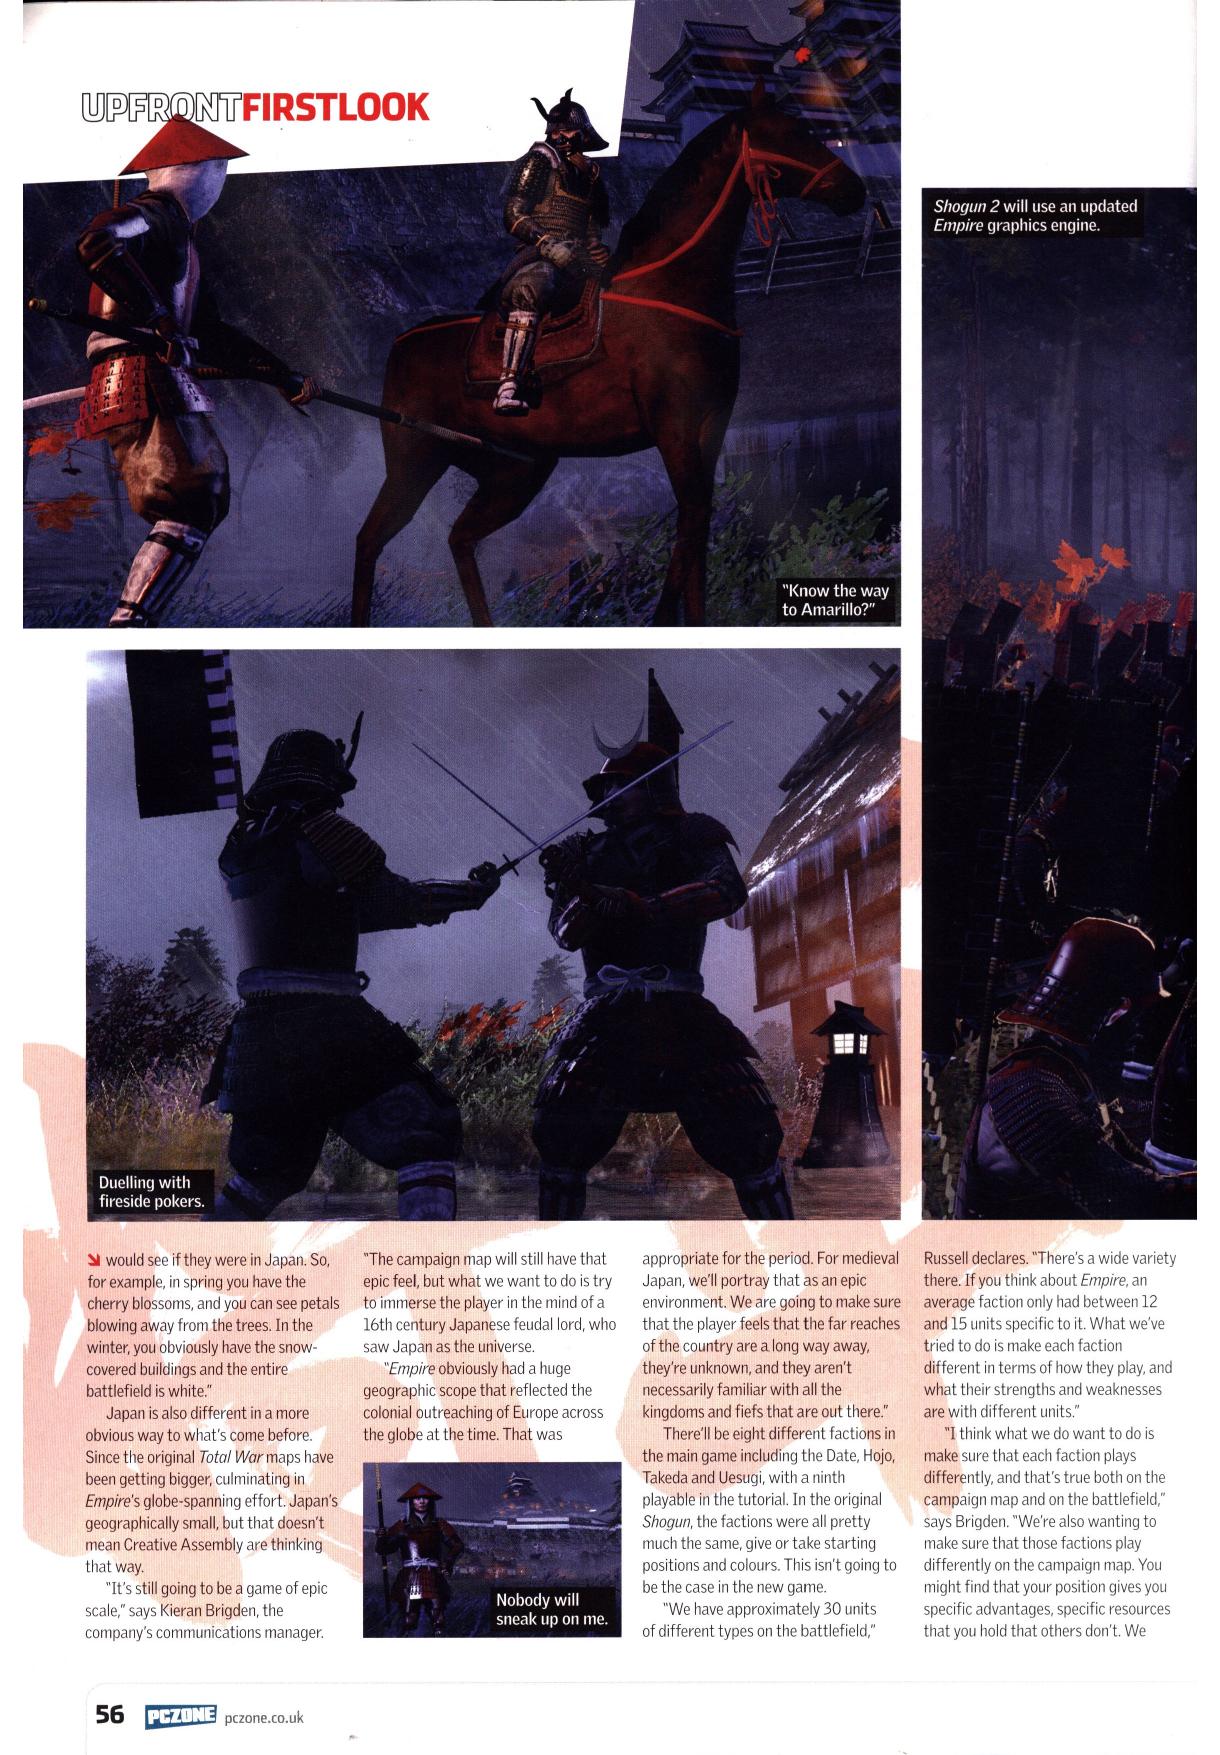 UPFRONTFIRSTLOOK
Shogun 2 will use an updated
Empire graphics engine.
"Know the way
to Amarillo?"
Duelling with
fireside pokers.
would see if they were in Japan. So,
for example, in spring you have the
cherry blossoms, and you can see petals
blowing away from the trees. In the
winter, you obviously have the snow-
covered buildings and the entire
battlefield is white."
Japan is also different in a more
obvious way to what's come before.
Since the original Total War maps have
been getting bigger, culminating in
Empire's globe-spanning effort. Japan's
geographically small, but that doesn't
mean Creative Assembly are thinking
that way.
"It's still going to be a game of epic
scale," says Kieran Brigden, the
company's communications manager.
"The campaign map will still have that
epic feel, but what we want to do is try
to immerse the player in the mind of a
16th century Japanese feudal lord, who
saw Japan as the universe.
"Empire obviously had a huge
geographic scope that reflected the
colonial outreaching of Europe across
the globe at the time. That was
Nobody will
sneak up on me.
appropriate for the period. For medieval
Japan, we'll portray that as an epic
environment. We are going to make sure
that the player feels that the far reaches
of the country are a long way away,
they're unknown, and they aren't
necessarily familiar with all the
kingdoms and fiefs that are out there."
There'll be eight different factions in
the main game including the Date, Hojo,
Takeda and Uesugi, with a ninth
playable in the tutorial. In the original
Shogun, the factions were all pretty
much the same, give or take starting
positions and colours. This isn't going to
be the case in the new game.
"We have approximately 30 units
of different types on the battlefield,"
Russell declares. "There's a wide variety
there. If you think about Empire, an
average faction only had between 12
and 15 units specific to it. What we've
tried to do is make each faction
different in terms of how they play, and
what their strengths and weaknesses
are with different units."
"I think what we do want to do is
make sure that each faction plays
differently, and that's true both on the
campaign map and on the battlefield,"
says Brigden. "We're also wanting to
make sure that those factions play
differently on the campaign map. You
might find that your position gives you
specific advantages, specific resources
that you hold that others don't. We
56 PCZONE pczone.co.uk